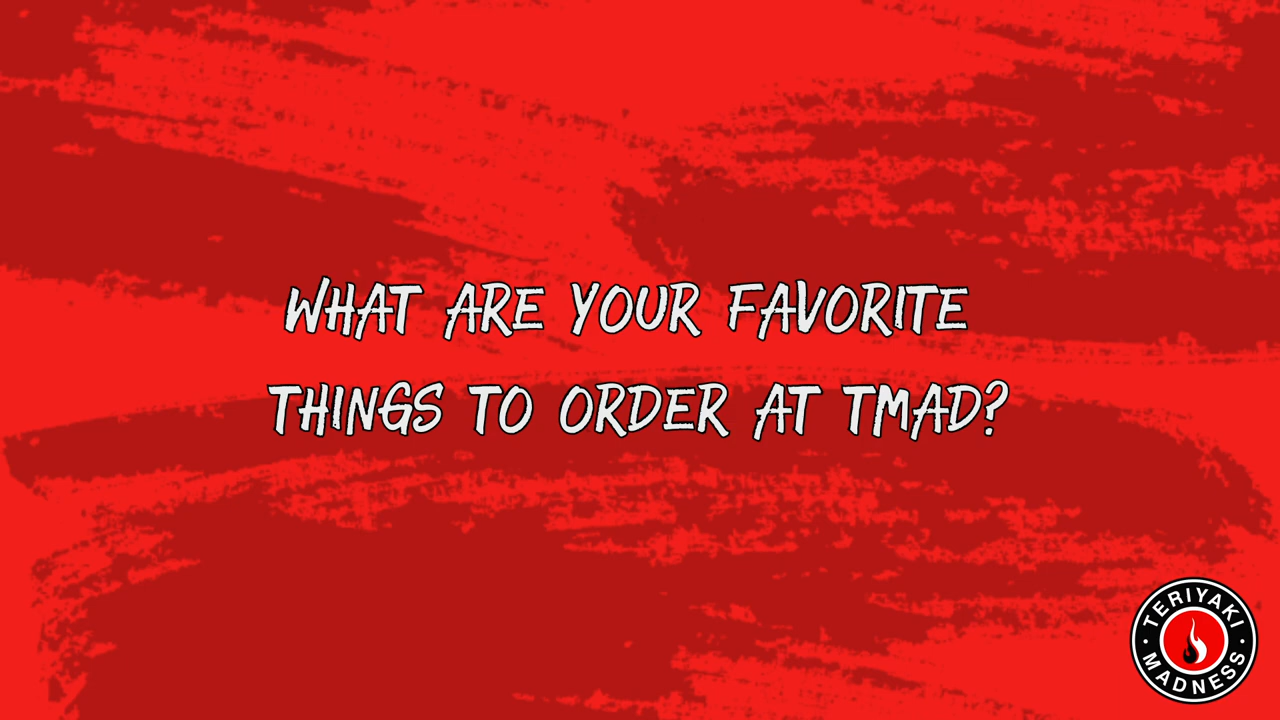 WHAT ARE YOUR FAVORITE
THINGS TO ORDER AT TMAD?
TERIYAKI
MADNESS